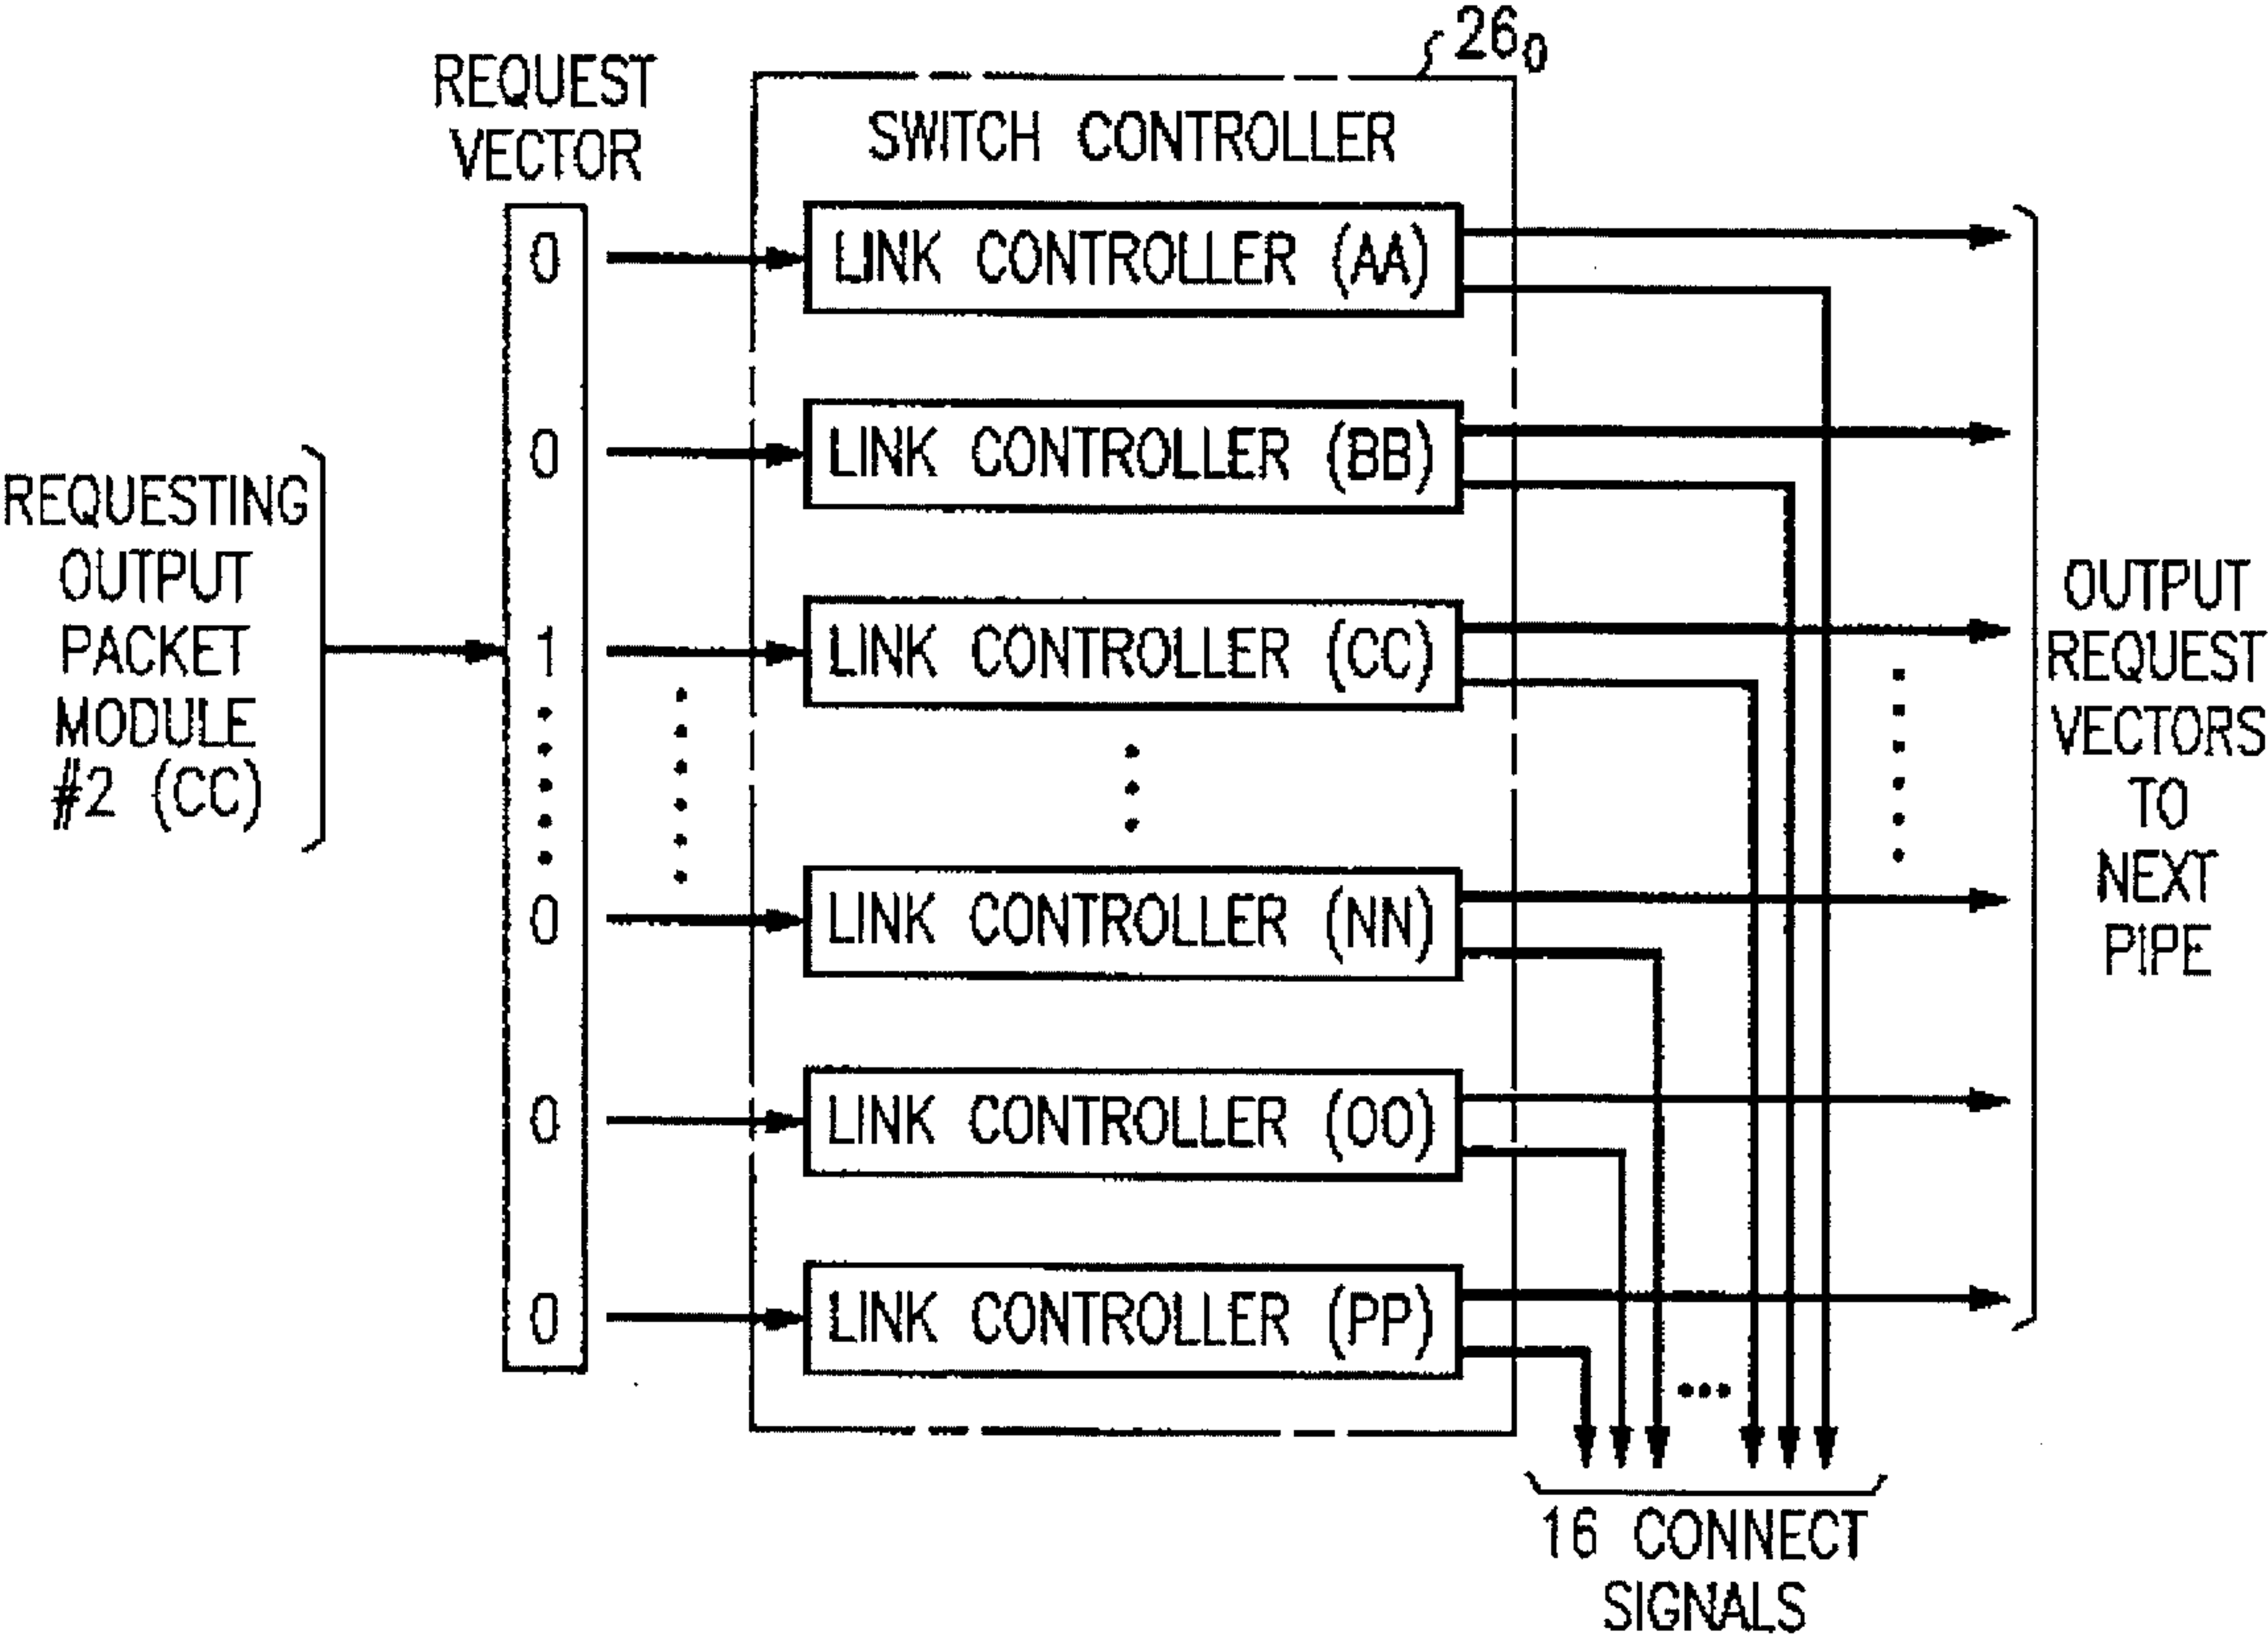 26₀
REQUEST
VECTOR
SWITCH CONTROLLER
0
LINK CONTROLLER (AA)
0
LINK CONTROLLER (BB)
REQUESTING
OUTPUT
PACKET
MODULE
#2 (CC)
1
LINK CONTROLLER (CC)
OUTPUT
REQUEST
VECTORS
TO
NEXT
PIPE
0
LINK CONTROLLER (NN)
0
LINK CONTROLLER (OO)
0
LINK CONTROLLER (PP)
16 CONNECT
SIGNALS